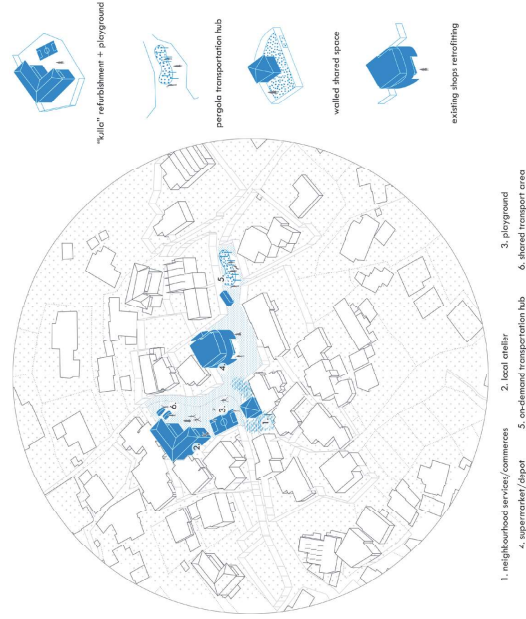 "kulla" refurbishment + playground
pergola transportation hub
walled shared space
existing shops retrofitting
5.
6.
4.
3.
2.
1.
1. neighbourhood services/commerces
2. local atelier
3. playground
4. supermarket/depot
5. on-demand transportation hub
6. shared transport area